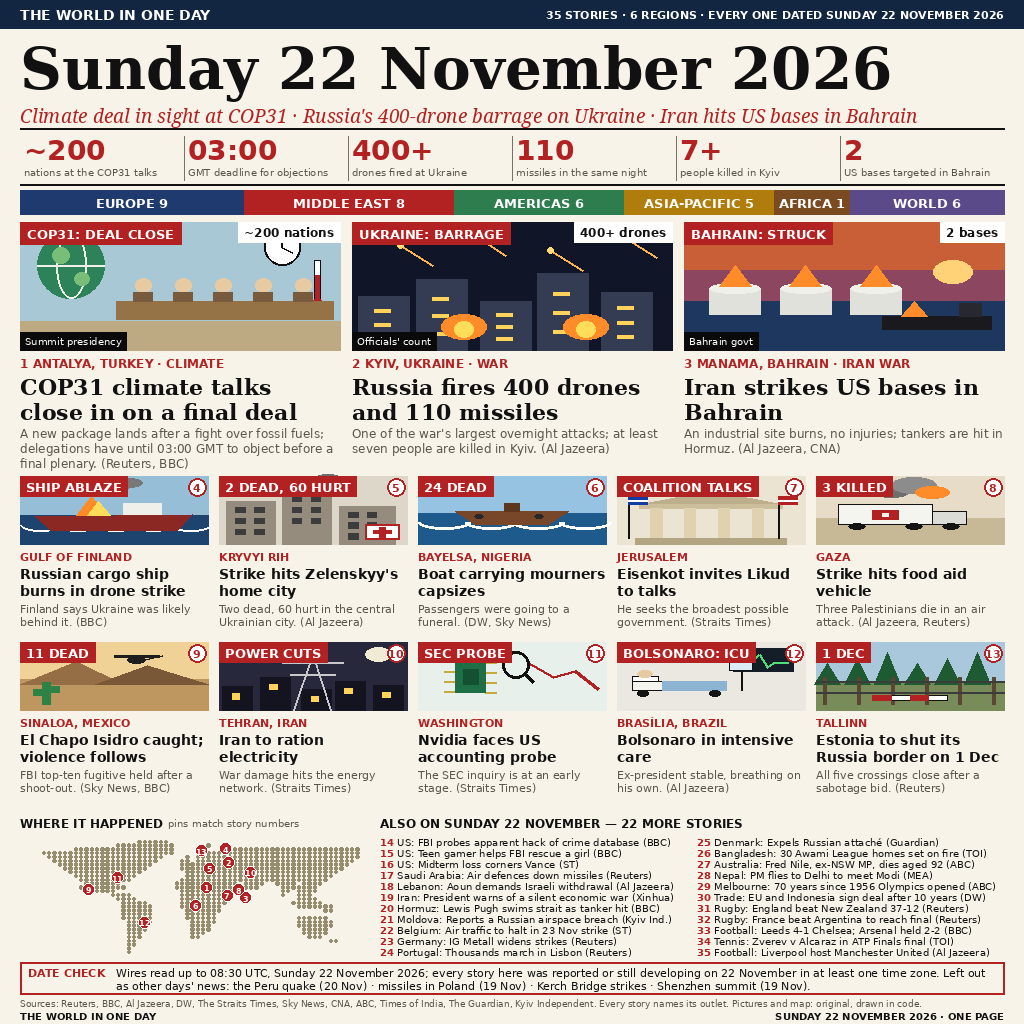 THE WORLD IN ONE DAY
35 STORIES · 6 REGIONS · EVERY ONE DATED SUNDAY 22 NOVEMBER 2026
Sunday 22 November 2026
Climate deal in sight at COP31 · Russia's 400-drone barrage on Ukraine · Iran hits US bases in Bahrain
~200
nations at the COP31 talks
03:00
GMT deadline for objections
400+
drones fired at Ukraine
110
missiles in the same night
7+
people killed in Kyiv
2
US bases targeted in Bahrain
EUROPE 9
MIDDLE EAST 8
AMERICAS 6
ASIA-PACIFIC 5
AFRICA 1
WORLD 6
COP31: DEAL CLOSE
~200 nations
Summit presidency
1 ANTALYA, TURKEY · CLIMATE
COP31 climate talks
close in on a final deal
A new package lands after a fight over fossil fuels;
delegations have until 03:00 GMT to object before a
final plenary. (Reuters, BBC)
UKRAINE: BARRAGE
400+ drones
Officials' count
2 KYIV, UKRAINE · WAR
Russia fires 400 drones
and 110 missiles
One of the war's largest overnight attacks; at least
seven people are killed in Kyiv. (Al Jazeera)
BAHRAIN: STRUCK
2 bases
Bahrain govt
3 MANAMA, BAHRAIN · IRAN WAR
Iran strikes US bases in
Bahrain
An industrial site burns, no injuries; tankers are hit in
Hormuz. (Al Jazeera, CNA)
SHIP ABLAZE
4
GULF OF FINLAND
Russian cargo ship
burns in drone strike
Finland says Ukraine was likely
behind it. (BBC)
2 DEAD, 60 HURT
5
KRYVYI RIH
Strike hits Zelenskyy's
home city
Two dead, 60 hurt in the central
Ukrainian city. (Al Jazeera)
24 DEAD
6
BAYELSA, NIGERIA
Boat carrying mourners
capsizes
Passengers were going to a
funeral. (DW, Sky News)
COALITION TALKS
7
JERUSALEM
Eisenkot invites Likud
to talks
He seeks the broadest possible
government. (Straits Times)
3 KILLED
8
GAZA
Strike hits food aid
vehicle
Three Palestinians die in an air
attack. (Al Jazeera, Reuters)
11 DEAD
9
SINALOA, MEXICO
El Chapo Isidro caught;
violence follows
FBI top-ten fugitive held after a
shoot-out. (Sky News, BBC)
POWER CUTS
10
TEHRAN, IRAN
Iran to ration
electricity
War damage hits the energy
network. (Straits Times)
SEC PROBE
11
WASHINGTON
Nvidia faces US
accounting probe
The SEC inquiry is at an early
stage. (Straits Times)
BOLSONARO: ICU
12
BRASÍLIA, BRAZIL
Bolsonaro in intensive
care
Ex-president stable, breathing on
his own. (Al Jazeera)
1 DEC
13
TALLINN
Estonia to shut its
Russia border on 1 Dec
All five crossings close after a
sabotage bid. (Reuters)
WHERE IT HAPPENED pins match story numbers
13
4
2
5
10
11
9
1
8
7
3
6
12
ALSO ON SUNDAY 22 NOVEMBER — 22 MORE STORIES
14 US: FBI probes apparent hack of crime database (BBC)
15 US: Teen gamer helps FBI rescue a girl (BBC)
16 US: Midterm loss corners Vance (ST)
17 Saudi Arabia: Air defences down missiles (Reuters)
18 Lebanon: Aoun demands Israeli withdrawal (Al Jazeera)
19 Iran: President warns of a silent economic war (Xinhua)
20 Hormuz: Lewis Pugh swims strait as tanker hit (BBC)
21 Moldova: Reports a Russian airspace breach (Kyiv Ind.)
22 Belgium: Air traffic to halt in 23 Nov strike (ST)
23 Germany: IG Metall widens strikes (Reuters)
24 Portugal: Thousands march in Lisbon (Reuters)
25 Denmark: Expels Russian attaché (Guardian)
26 Bangladesh: 30 Awami League homes set on fire (TOI)
27 Australia: Fred Nile, ex-NSW MP, dies aged 92 (ABC)
28 Nepal: PM flies to Delhi to meet Modi (MEA)
29 Melbourne: 70 years since 1956 Olympics opened (ABC)
30 Trade: EU and Indonesia sign deal after 10 years (DW)
31 Rugby: England beat New Zealand 37-12 (Reuters)
32 Rugby: France beat Argentina to reach final (Reuters)
33 Football: Leeds 4-1 Chelsea; Arsenal held 2-2 (BBC)
34 Tennis: Zverev v Alcaraz in ATP Finals final (TOI)
35 Football: Liverpool host Manchester United (Al Jazeera)
DATE CHECK Wires read up to 08:30 UTC, Sunday 22 November 2026; every story here was reported or still developing on 22 November in at least one time zone. Left out
as other days' news: the Peru quake (20 Nov) · missiles in Poland (19 Nov) · Kerch Bridge strikes · Shenzhen summit (19 Nov).
Sources: Reuters, BBC, Al Jazeera, DW, The Straits Times, Sky News, CNA, ABC, Times of India, The Guardian, Kyiv Independent. Every story names its outlet. Pictures and map: original, drawn in code.
THE WORLD IN ONE DAY
SUNDAY 22 NOVEMBER 2026 · ONE PAGE